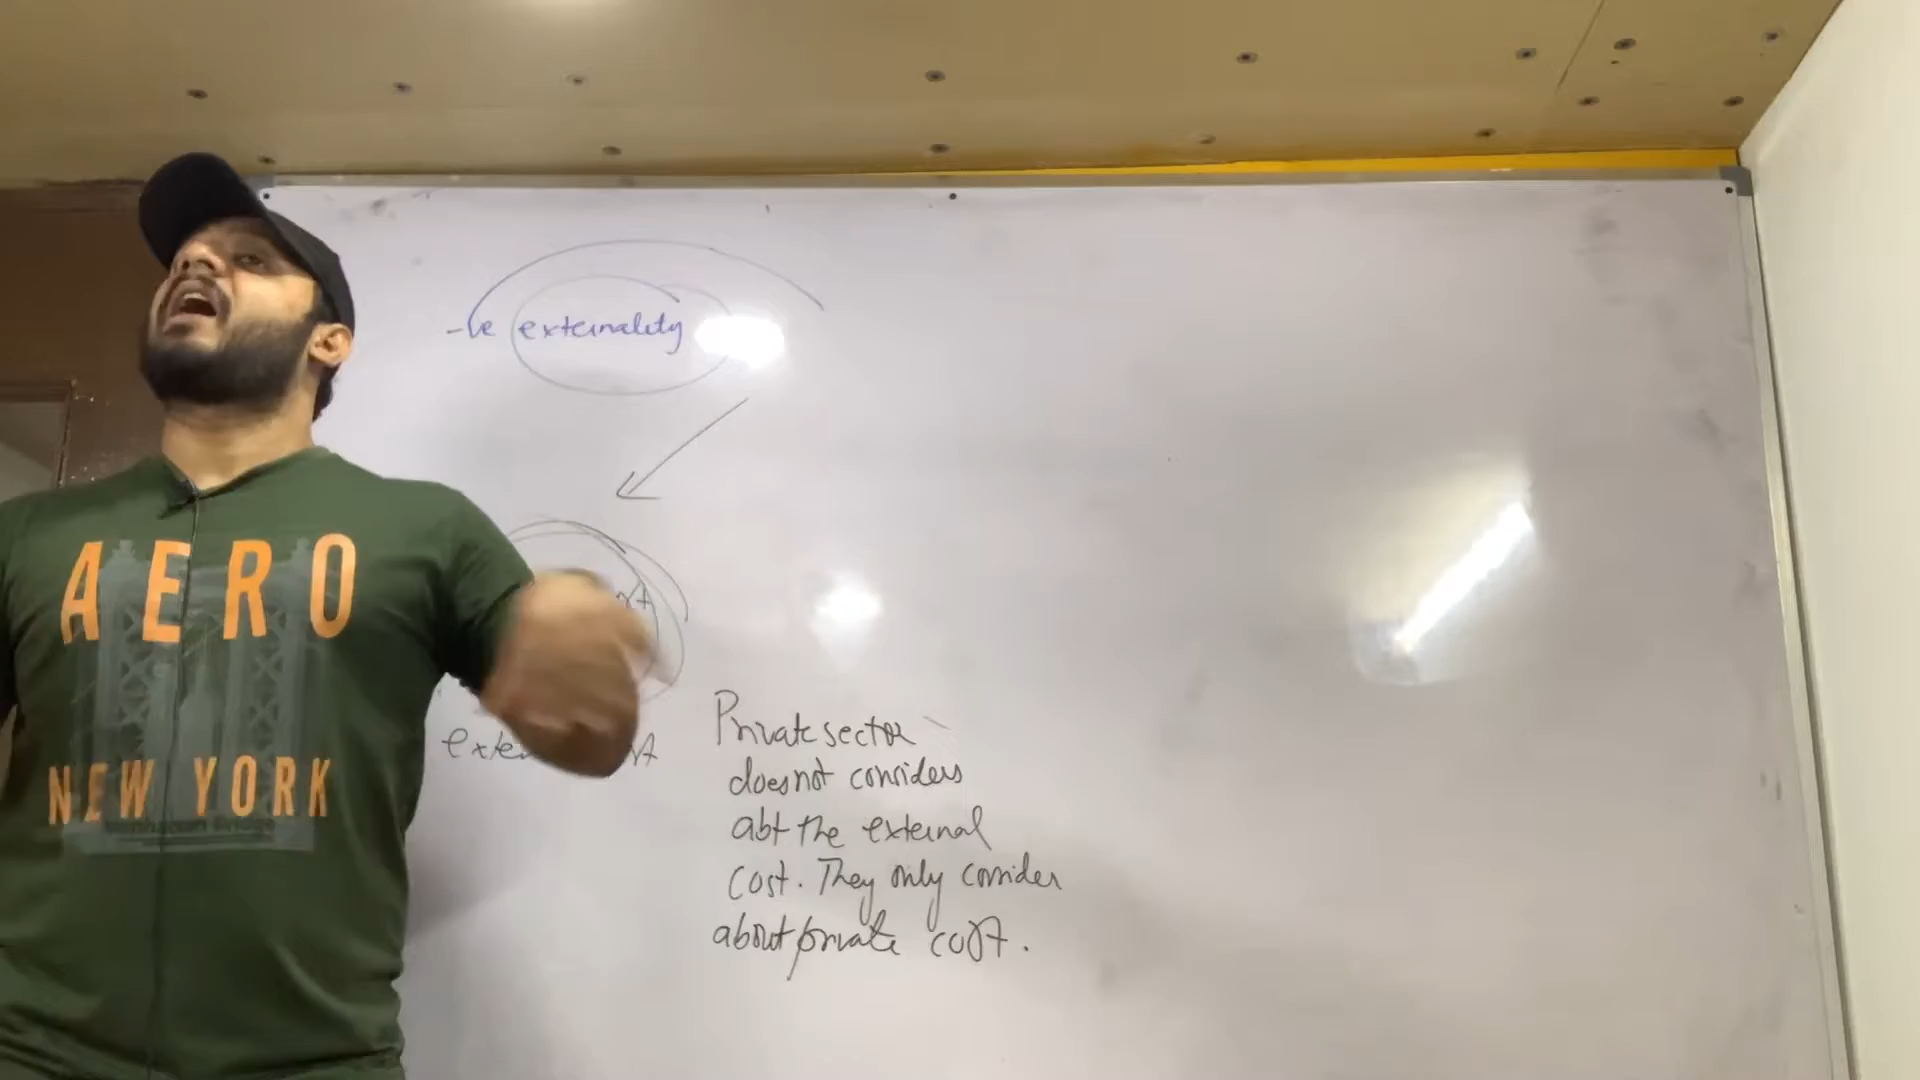 -ve externality
AERO
NEW YORK
Private sector
does not considers
abt the external
cost. They only consider
about private cost.